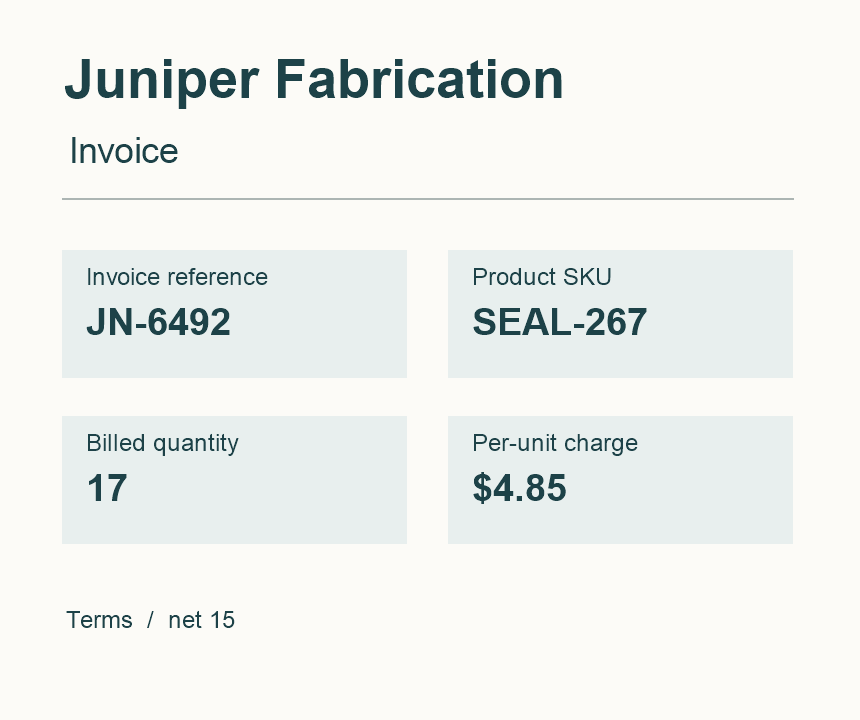 Juniper Fabrication
Invoice
Invoice reference
JN-6492
Product SKU
SEAL-267
Billed quantity
17
Per-unit charge
$4.85
Terms / net 15